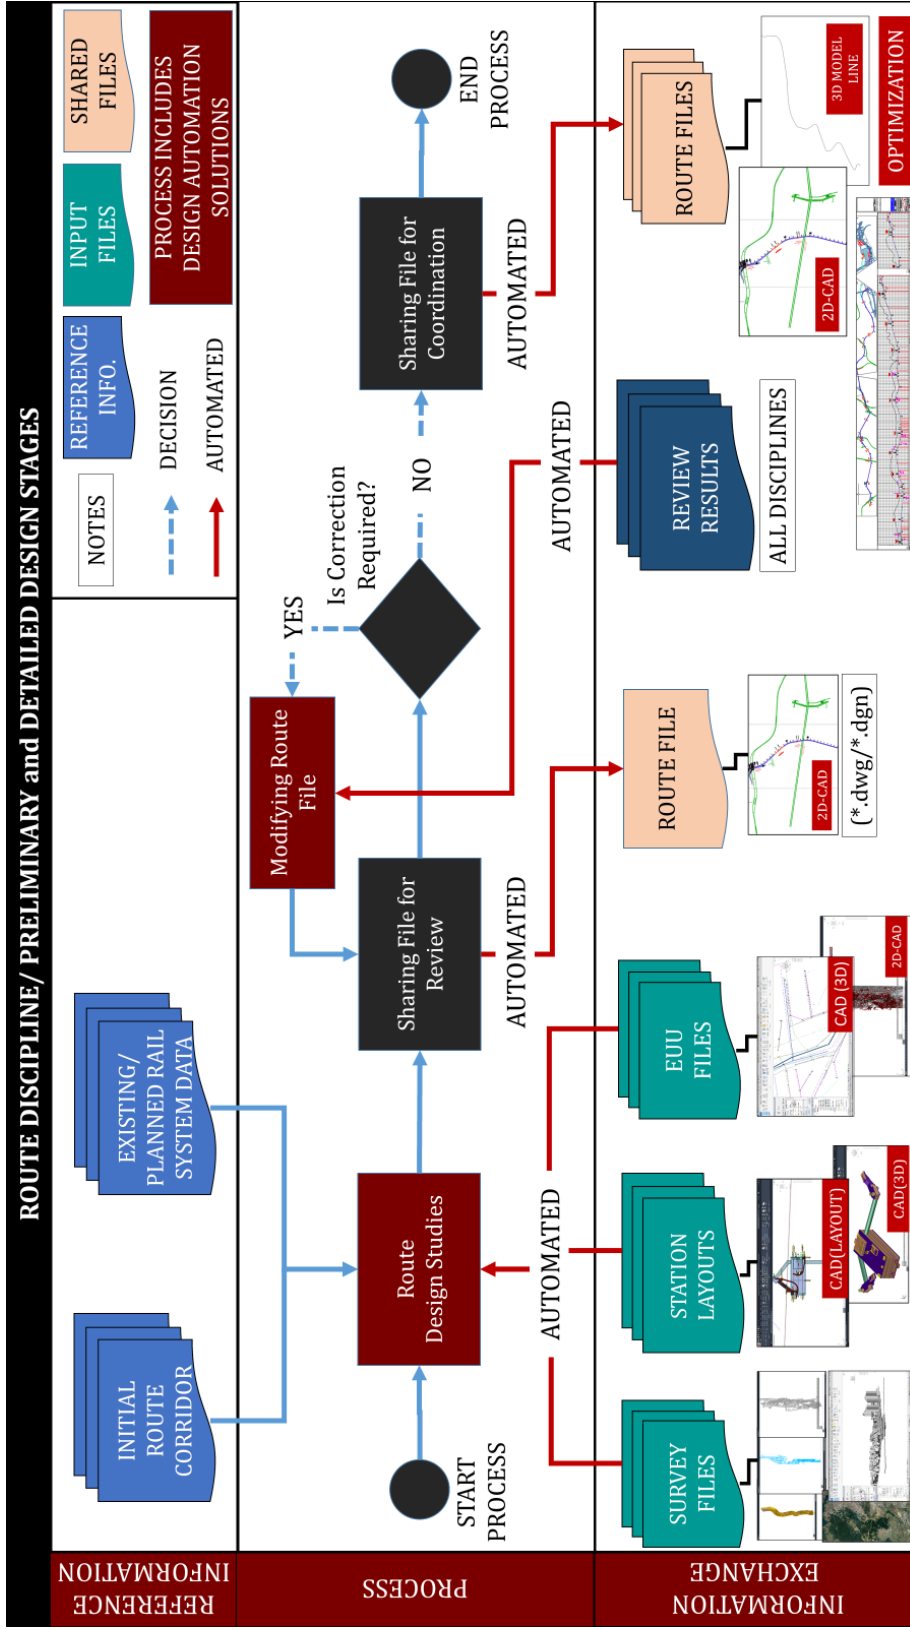 ROUTE DISCIPLINE/ PRELIMINARY and DETAILED DESIGN STAGES
REFERENCE
INFORMATION
INITIAL
ROUTE
CORRIDOR
EXISTING/
PLANNED RAIL
SYSTEM DATA
NOTES
REFERENCE
INFO.
INPUT
FILES
SHARED
FILES
DECISION
AUTOMATED
PROCESS INCLUDES
DESIGN AUTOMATION
SOLUTIONS
PROCESS
START
PROCESS
Route
Design Studies
Sharing File for
Review
Modifying Route
File
YES
Is Correction
Required?
NO
Sharing File for
Coordination
END
PROCESS
AUTOMATED
AUTOMATED
AUTOMATED
AUTOMATED
INFORMATION
EXCHANGE
SURVEY
FILES
STATION
LAYOUTS
CAD(LAYOUT)
CAD(3D)
EUU
FILES
CAD (3D)
2D-CAD
ROUTE FILE
2D-CAD
(*.dwg/*.dgn)
REVIEW
RESULTS
ALL DISCIPLINES
ROUTE FILES
2D-CAD
3D MODEL
LINE
OPTIMIZATION